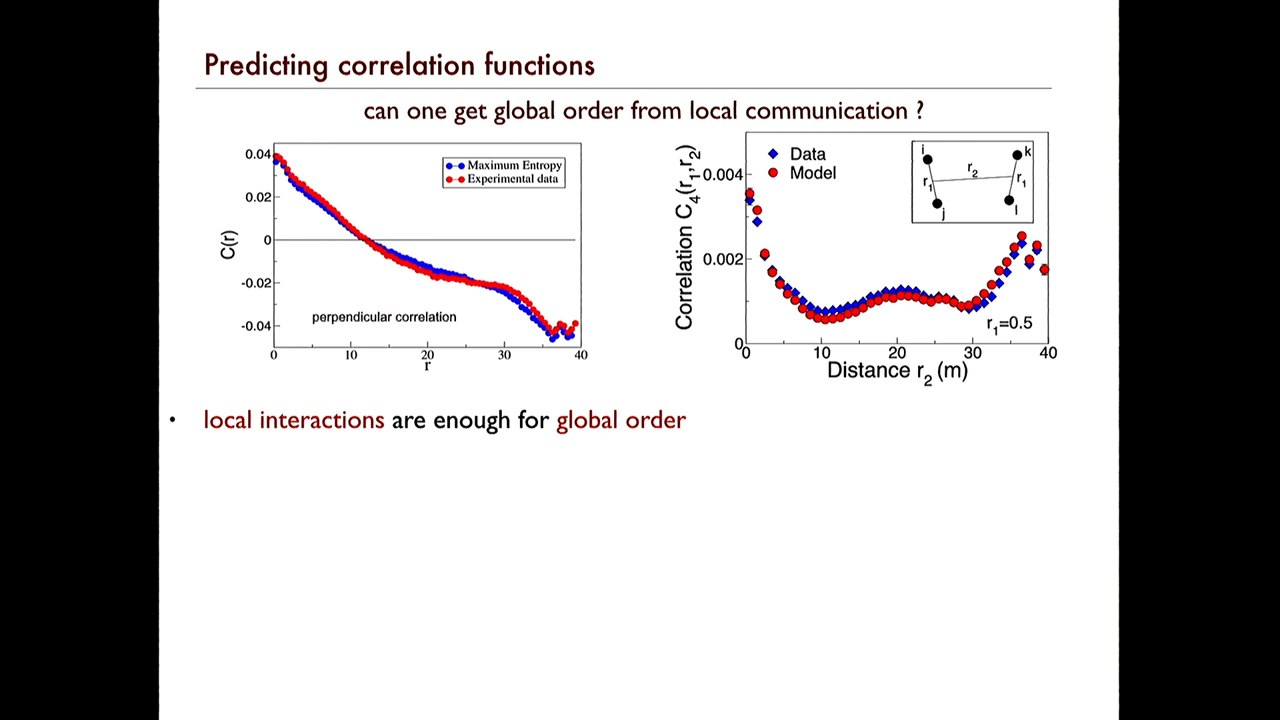 Predicting correlation functions
can one get global order from local communication ?
0.04
0.02
0
-0.02
-0.04
C(r)
Maximum Entropy
Experimental data
perpendicular correlation
0 10 20 30 40
r
Correlation C4(r1,r2)
0.004
0.002
0
Data
Model
i k
r2
r1 r1
j l
r1=0.5
0 10 20 30 40
Distance r2 (m)
• local interactions are enough for global order